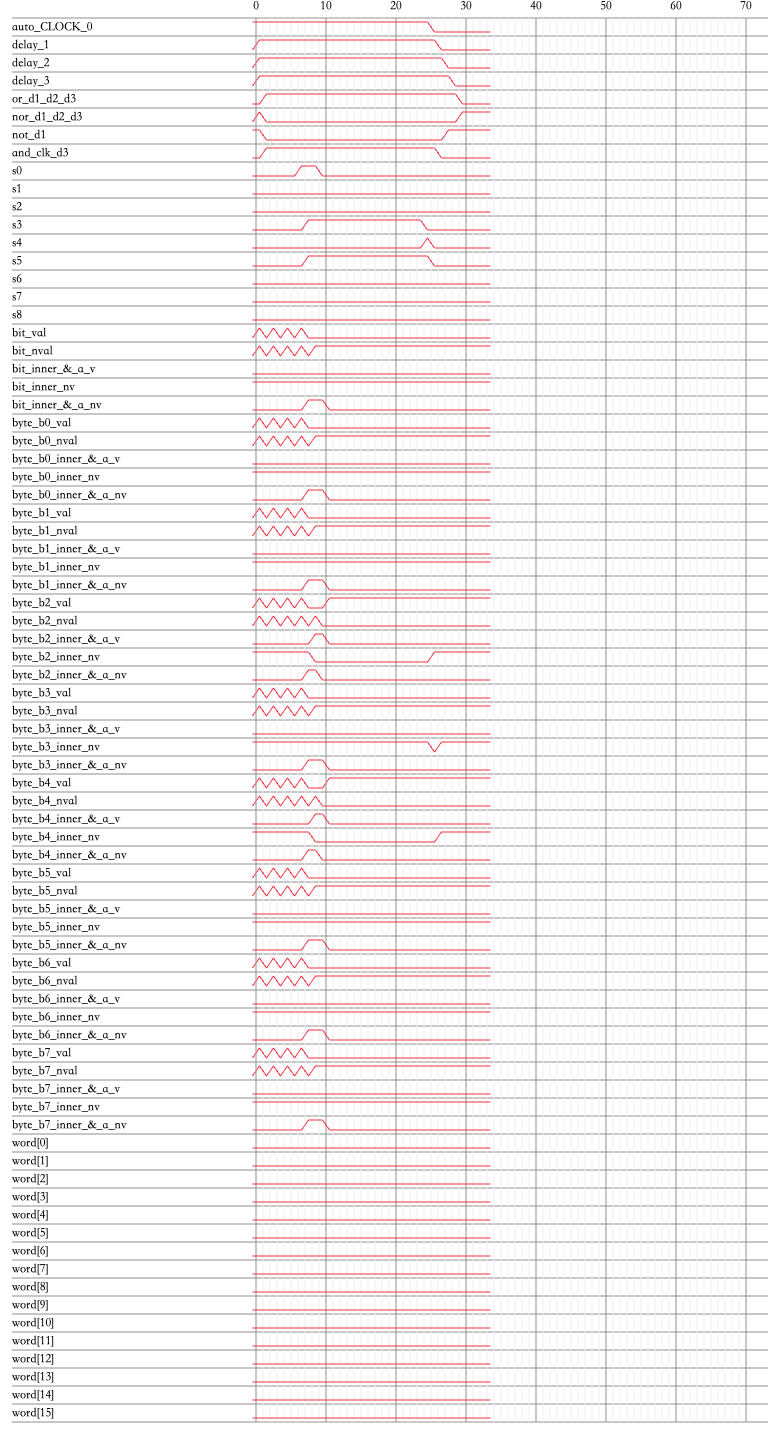 0 10 20 30 40 50 60 70
auto_CLOCK_0
delay_1
delay_2
delay_3
or_d1_d2_d3
nor_d1_d2_d3
not_d1
and_clk_d3
s0
s1
s2
s3
s4
s5
s6
s7
s8
bit_val
bit_nval
bit_inner_&_a_v
bit_inner_nv
bit_inner_&_a_nv
byte_b0_val
byte_b0_nval
byte_b0_inner_&_a_v
byte_b0_inner_nv
byte_b0_inner_&_a_nv
byte_b1_val
byte_b1_nval
byte_b1_inner_&_a_v
byte_b1_inner_nv
byte_b1_inner_&_a_nv
byte_b2_val
byte_b2_nval
byte_b2_inner_&_a_v
byte_b2_inner_nv
byte_b2_inner_&_a_nv
byte_b3_val
byte_b3_nval
byte_b3_inner_&_a_v
byte_b3_inner_nv
byte_b3_inner_&_a_nv
byte_b4_val
byte_b4_nval
byte_b4_inner_&_a_v
byte_b4_inner_nv
byte_b4_inner_&_a_nv
byte_b5_val
byte_b5_nval
byte_b5_inner_&_a_v
byte_b5_inner_nv
byte_b5_inner_&_a_nv
byte_b6_val
byte_b6_nval
byte_b6_inner_&_a_v
byte_b6_inner_nv
byte_b6_inner_&_a_nv
byte_b7_val
byte_b7_nval
byte_b7_inner_&_a_v
byte_b7_inner_nv
byte_b7_inner_&_a_nv
word[0]
word[1]
word[2]
word[3]
word[4]
word[5]
word[6]
word[7]
word[8]
word[9]
word[10]
word[11]
word[12]
word[13]
word[14]
word[15]